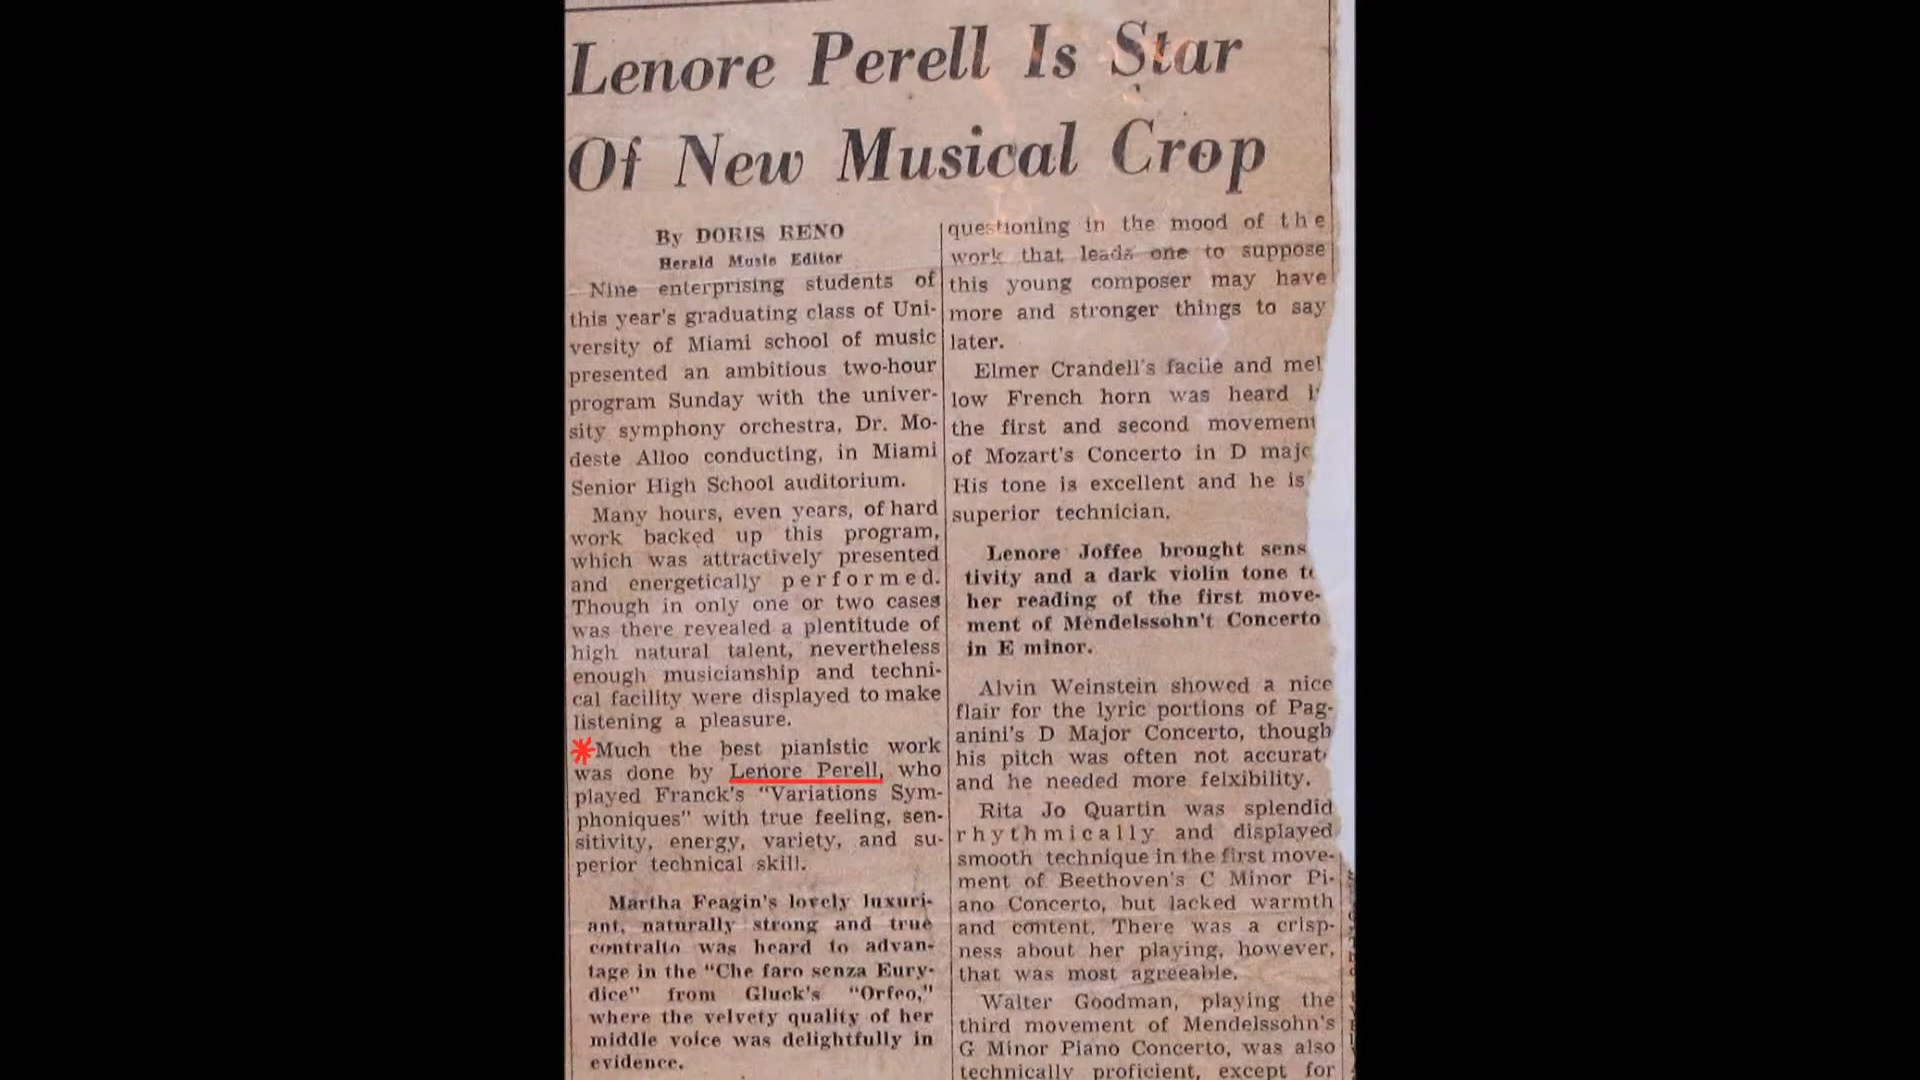 Lenore Perell Is Star
Of New Musical Crop
By DORIS RENO
Herald Music Editor
Nine enterprising students of
this year's graduating class of Uni-
versity of Miami school of music
presented an ambitious two-hour
program Sunday with the univer-
sity symphony orchestra, Dr. Mo-
deste Alloo conducting, in Miami
Senior High School auditorium.
Many hours, even years, of hard
work backed up this program,
which was attractively presented
and energetically performed.
Though in only one or two cases
was there revealed a plentitude of
high natural talent, nevertheless
enough musicianship and techni-
cal facility were displayed to make
listening a pleasure.
Much the best pianistic work
was done by Lenore Perell, who
played Franck's "Variations Sym-
phoniques" with true feeling, sen-
sitivity, energy, variety, and su-
perior technical skill.
Martha Feagin's lovely luxuri-
ant, naturally strong and true
contralto was heard to advan-
tage in the "Che faro senza Eury-
dice" from Gluck's "Orfeo,"
where the velvety quality of her
middle voice was delightfully in
evidence.
questioning in the mood of the
work that leads one to suppose
this young composer may have
more and stronger things to say
later.
Elmer Crandell's facile and mel
low French horn was heard
the first and second movement
of Mozart's Concerto in D majo
His tone is excellent and he is
superior technician.
Lenore Joffee brought sens
tivity and a dark violin tone to
her reading of the first move-
ment of Mendelssohn't Concerto
in E minor.
Alvin Weinstein showed a nice
flair for the lyric portions of Pag-
anini's D Major Concerto, though
his pitch was often not accurat
and he needed more felxibility.
Rita Jo Quartin was splendid
rhythmically and displayed
smooth technique in the first move-
ment of Beethoven's C Minor Pi-
ano Concerto, but lacked warmth
and content. There was a crisp-
ness about her playing, however,
that was most agreeable.
Walter Goodman, playing the
third movement of Mendelssohn's
G Minor Piano Concerto, was also
technically proficient, except for